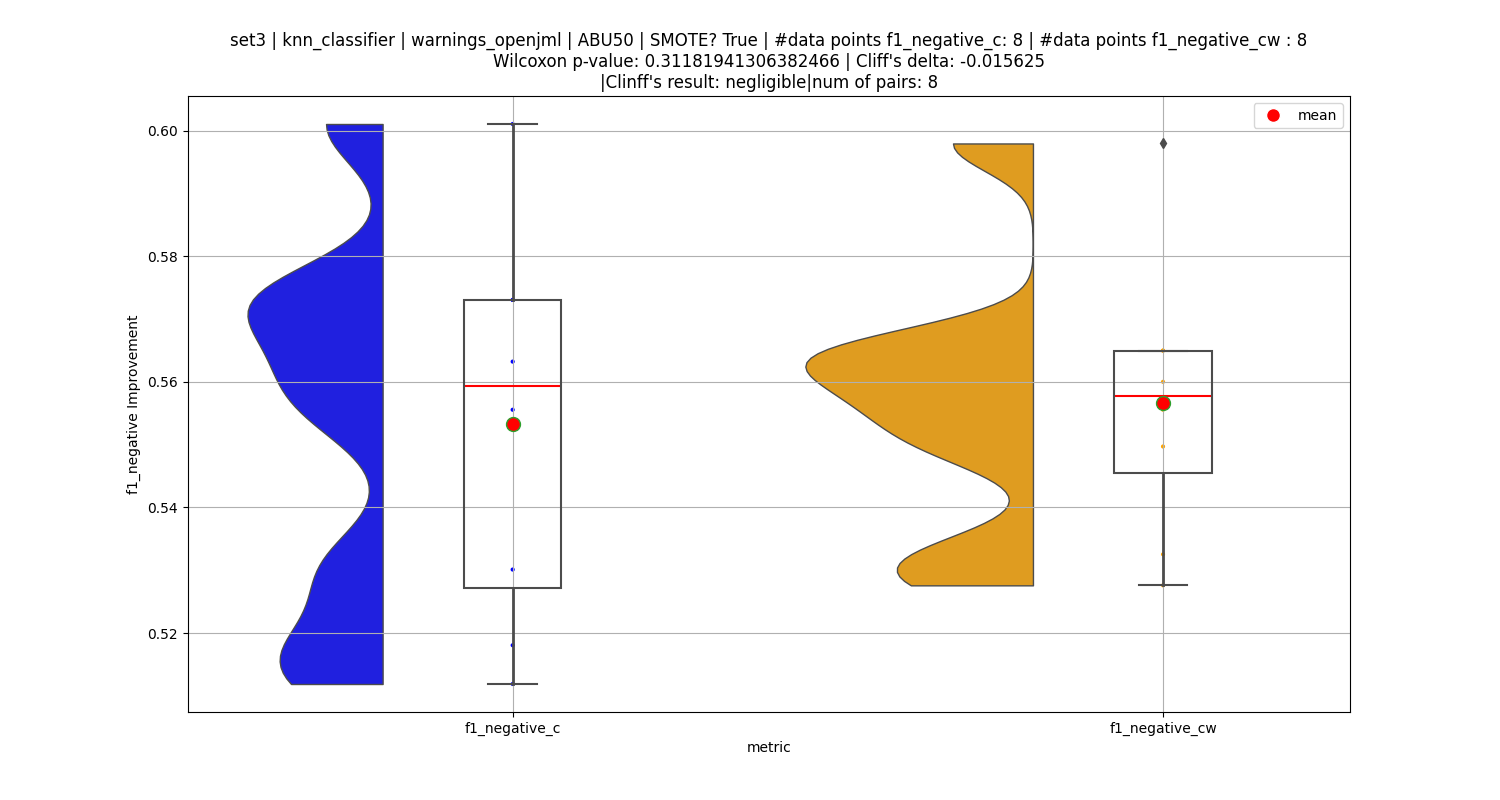 set3 | knn_classifier | warnings_openjml | ABU50 | SMOTE? True | #data points f1_negative_c: 8 | #data points f1_negative_cw : 8
Wilcoxon p-value: 0.31181941306382466 | Cliff's delta: -0.015625
|Clinff's result: negligible|num of pairs: 8
mean
0.60
0.58
0.56
0.54
0.52
f1_negative Improvement
f1_negative_c
f1_negative_cw
metric